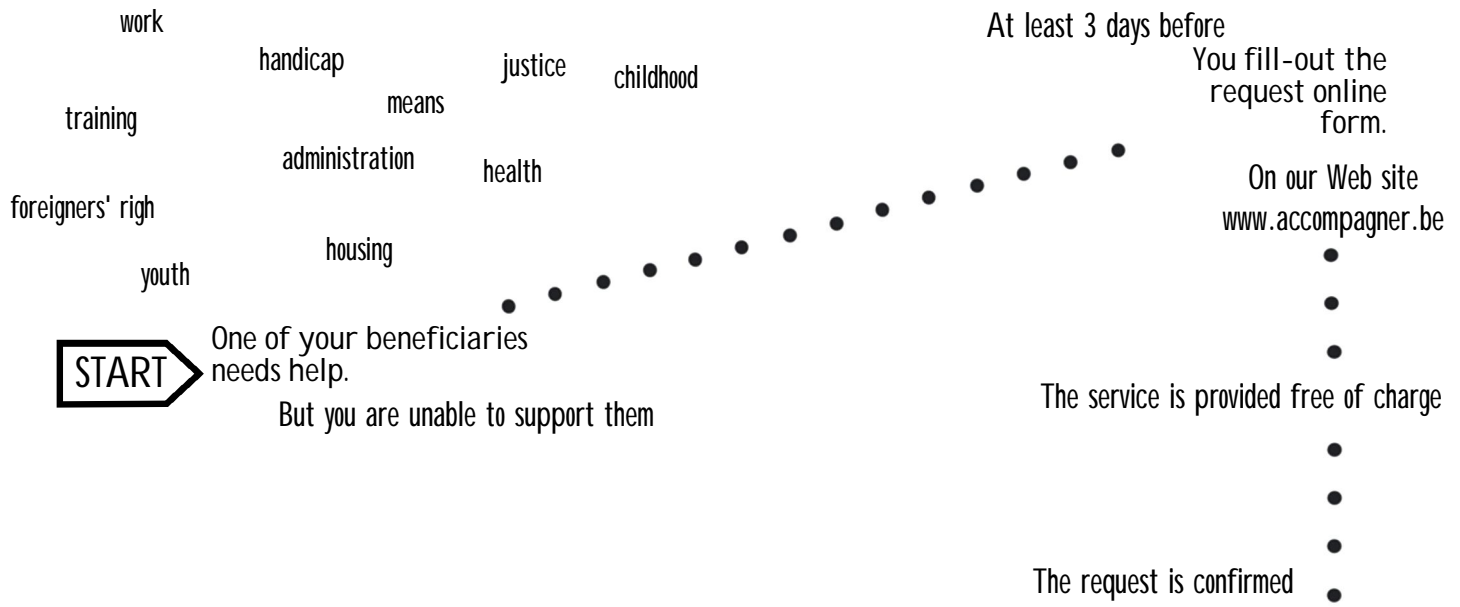 work
handicap
justice
childhood
means
training
administration
health
foreigners' righ
housing
youth
START
One of your beneficiaries
needs help.
But you are unable to support them
At least 3 days before
You fill-out the
request online
form.
On our Web site
www.accompagner.be
The service is provided free of charge
The request is confirmed